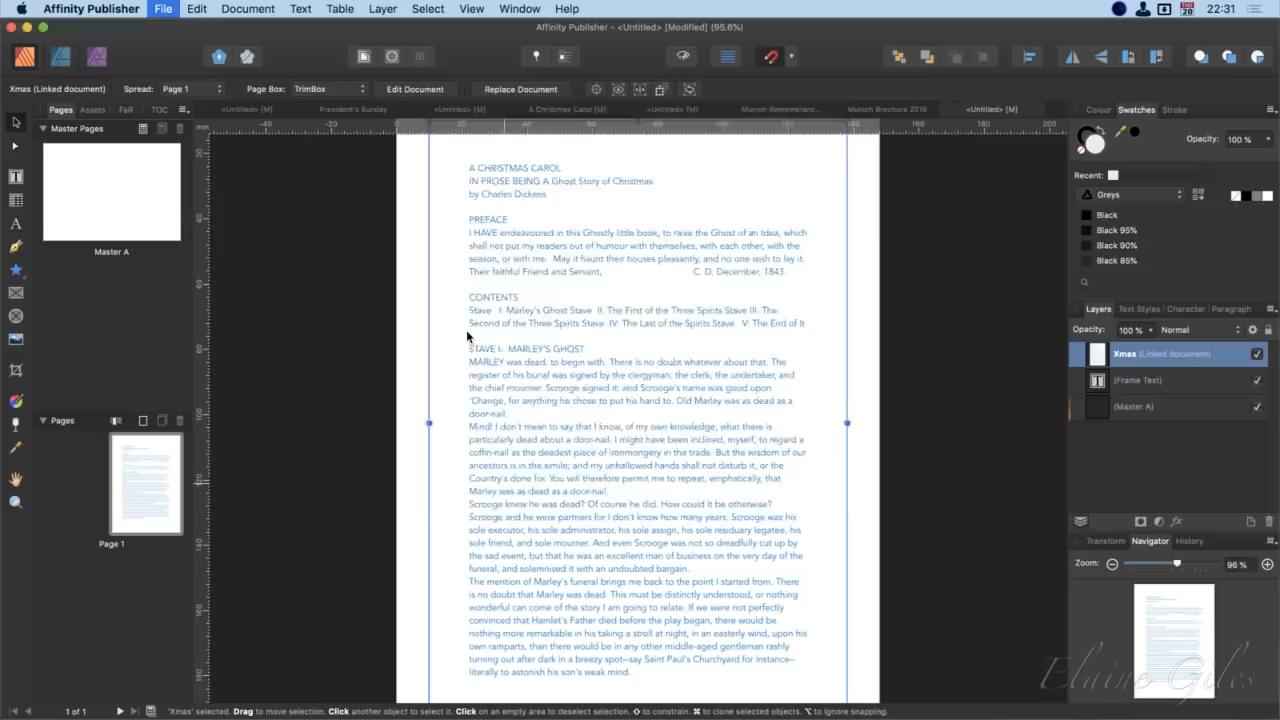 Affinity Publisher File Edit Document Text Table Layer Select View Window Help
THU 20 22:31
Affinity Publisher - <Untitled> [Modified] (95.6%)
Xmas (Linked document) Spread: Page 1 Page Box: TrimBox Edit Document Replace Document
Pages Assets FaR TOC
<Untitled> [M] President's Sunday <Untitled> [M] A Christmas Carol [M] <Untitled> [M] Munich Remembranc... Munich Brochure 2019 <Untitled> [M]
Colour Swatches Stroke
Master Pages
mm
-40 -20 0 20 180 200
Opacity: 100 %
Recent:
Greys
Black
Black 95%
Black 90%
Black 85%
Master A
Layers Text Styles Character Paragraph
Opacity: 100 % Normal
Xmas (Linked document)
(Frame Text)
(Master A)
Pages
Page 1
Transform Navigator History
Zoom: 96 %
A CHRISTMAS CAROL
IN PROSE BEING A Ghost Story of Christmas
by Charles Dickens
PREFACE
I HAVE endeavoured in this Ghostly little book, to raise the Ghost of an Idea, which
shall not put my readers out of humour with themselves, with each other, with the
season, or with me. May it haunt their houses pleasantly, and no one wish to lay it.
Their faithful Friend and Servant, C. D. December, 1843.
CONTENTS
Stave I: Marley's Ghost Stave II: The First of the Three Spirits Stave III: The
Second of the Three Spirits Stave IV: The Last of the Spirits Stave V: The End of It
STAVE I: MARLEY'S GHOST
MARLEY was dead: to begin with. There is no doubt whatever about that. The
register of his burial was signed by the clergyman, the clerk, the undertaker, and
the chief mourner. Scrooge signed it: and Scrooge's name was good upon
'Change, for anything he chose to put his hand to. Old Marley was as dead as a
door-nail.
Mind! I don't mean to say that I know, of my own knowledge, what there is
particularly dead about a door-nail. I might have been inclined, myself, to regard a
coffin-nail as the deadest piece of ironmongery in the trade. But the wisdom of our
ancestors is in the simile; and my unhallowed hands shall not disturb it, or the
Country's done for. You will therefore permit me to repeat, emphatically, that
Marley was as dead as a door-nail.
Scrooge knew he was dead? Of course he did. How could it be otherwise?
Scrooge and he were partners for I don't know how many years. Scrooge was his
sole executor, his sole administrator, his sole assign, his sole residuary legatee, his
sole friend, and sole mourner. And even Scrooge was not so dreadfully cut up by
the sad event, but that he was an excellent man of business on the very day of the
funeral, and solemnised it with an undoubted bargain.
The mention of Marley's funeral brings me back to the point I started from. There
is no doubt that Marley was dead. This must be distinctly understood, or nothing
wonderful can come of the story I am going to relate. If we were not perfectly
convinced that Hamlet's Father died before the play began, there would be
nothing more remarkable in his taking a stroll at night, in an easterly wind, upon his
own ramparts, than there would be in any other middle-aged gentleman rashly
turning out after dark in a breezy spot--say Saint Paul's Churchyard for instance--
literally to astonish his son's weak mind.
Elaine Giles
1 of 1 'Xmas' selected. Drag to move selection. Click another object to select it. Click on an empty area to deselect selection. ⇧ to constrain. ⌘ to clone selected objects. ⌥ to ignore snapping.